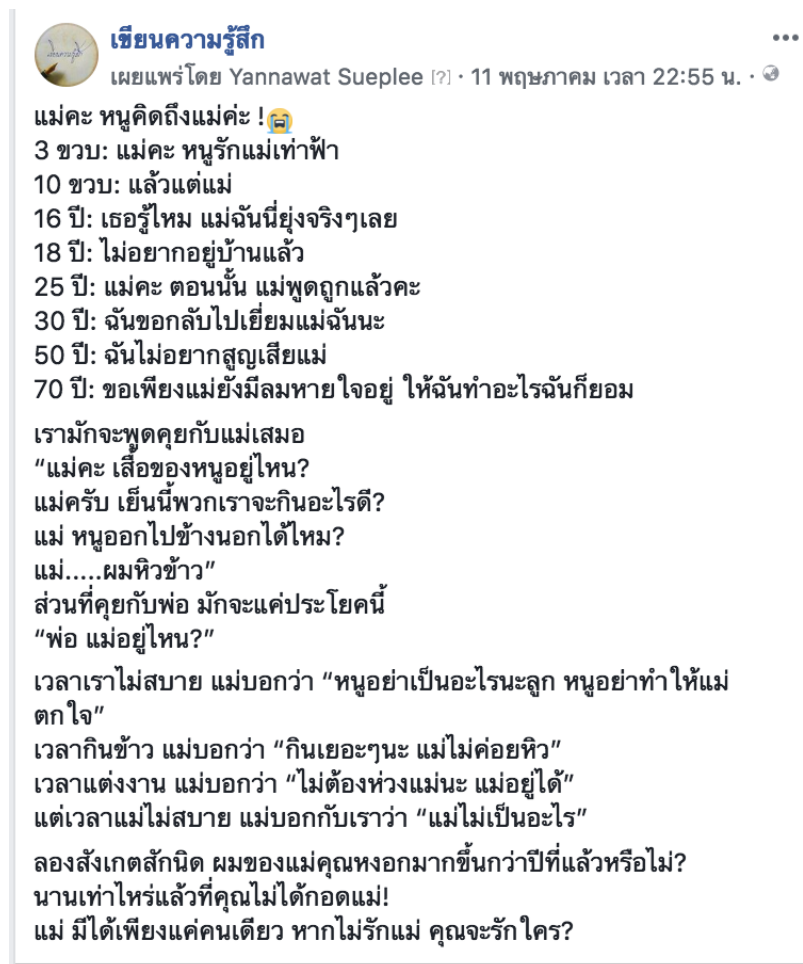 เขียนความรู้สึก
เผยแพร่โดย Yannawat Sueplee [?] · 11 พฤษภาคม เวลา 22:55 น. ·
แม่คะ หนูคิดถึงแม่ค่ะ !😭
3 ขวบ: แม่คะ หนูรักแม่เท่าฟ้า
10 ขวบ: แล้วแต่แม่
16 ปี: เธอรู้ไหม แม่ฉันนี่ยุ่งจริงๆเลย
18 ปี: ไม่อยากอยู่บ้านแล้ว
25 ปี: แม่คะ ตอนนั้น แม่พูดถูกแล้วคะ
30 ปี: ฉันขอกลับไปเยี่ยมแม่ฉันนะ
50 ปี: ฉันไม่อยากสูญเสียแม่
70 ปี: ขอเพียงแม่ยังมีลมหายใจอยู่ ให้ฉันทำอะไรฉันก็ยอม
เรามักจะพูดคุยกับแม่เสมอ
“แม่คะ เสื้อของหนูอยู่ไหน?
แม่ครับ เย็นนี้พวกเราจะกินอะไรดี?
แม่ หนูออกไปข้างนอกได้ไหม?
แม่.....ผมหิวข้าว”
ส่วนที่คุยกับพ่อ มักจะแค่ประโยคนี้
“พ่อ แม่อยู่ไหน?”
เวลาเราไม่สบาย แม่บอกว่า “หนูอย่าเป็นอะไรนะลูก หนูอย่าทำให้แม่
ตกใจ”
เวลากินข้าว แม่บอกว่า “กินเยอะๆนะ แม่ไม่ค่อยหิว”
เวลาแต่งงาน แม่บอกว่า “ไม่ต้องห่วงแม่นะ แม่อยู่ได้”
แต่เวลาแม่ไม่สบาย แม่บอกกับเราว่า “แม่ไม่เป็นอะไร”
ลองสังเกตสักนิด ผมของแม่คุณหงอกมากขึ้นกว่าปีที่แล้วหรือไม่?
นานเท่าไหร่แล้วที่คุณไม่ได้กอดแม่!
แม่ มีได้เพียงแค่คนเดียว หากไม่รักแม่ คุณจะรักใคร?